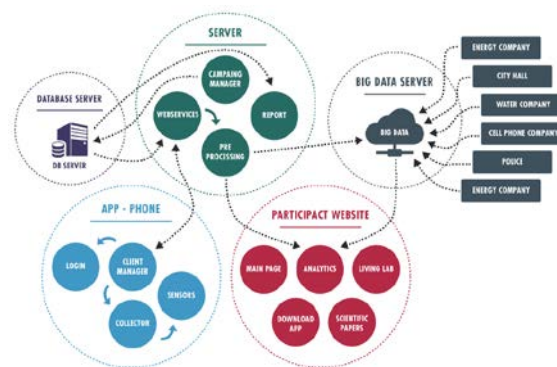 SERVER
CAMPAING
MANAGER
WEBSERVICES
REPORT
PRE
PROCESSING
DATABASE SERVER
DB SERVER
BIG DATA SERVER
BIG DATA
ENERGY COMPANY
CITY HALL
WATER COMPANY
CELL PHONE COMPANY
POLICE
ENERGY COMPANY
APP - PHONE
LOGIN
CLIENT
MANAGER
SENSORS
COLLECTOR
PARTICIPACT WEBSITE
MAIN PAGE
ANALYTICS
LIVING LAB
DOWNLOAD
APP
SCIENTIFIC
PAPERS